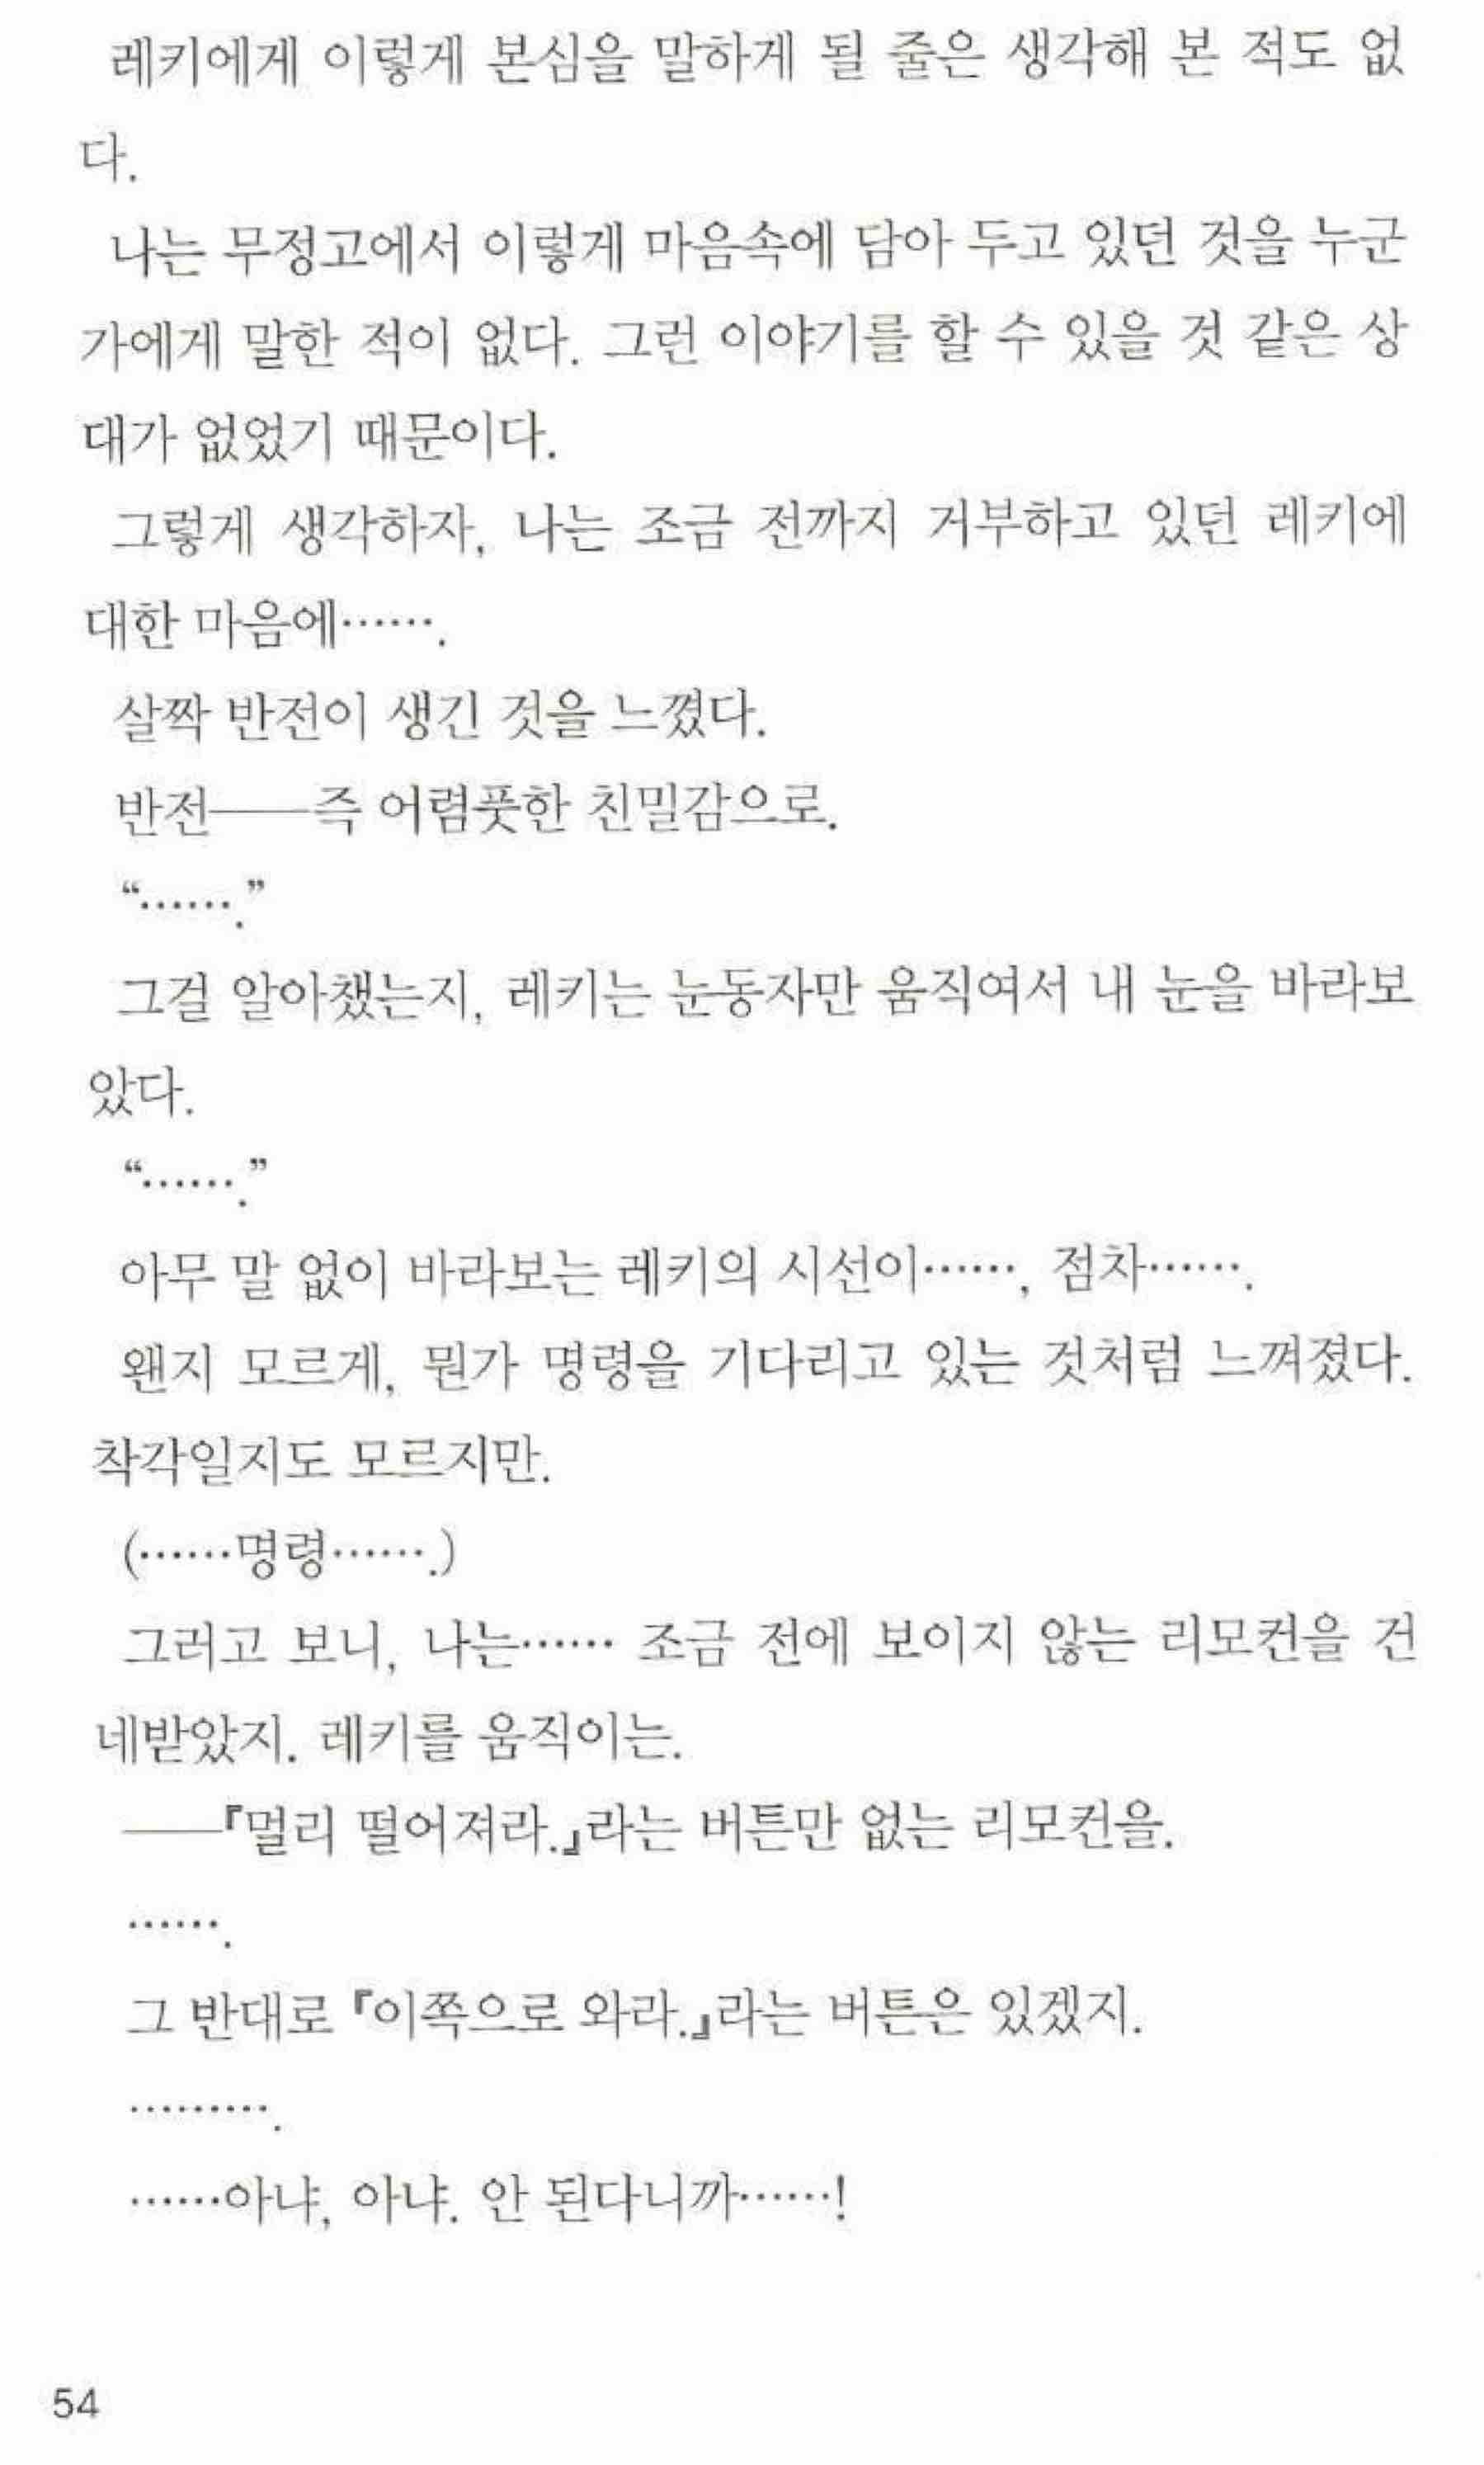 레키에게 이렇게 본심을 말하게 될 줄은 생각해 본 적도 없
다.
나는 무정고에서 이렇게 마음속에 담아 두고 있던 것을 누군
가에게 말한 적이 없다. 그런 이야기를 할 수 있을 것 같은 상
대가 없었기 때문이다.
그렇게 생각하자, 나는 조금 전까지 거부하고 있던 레키에
대한 마음에…….
살짝 반전이 생긴 것을 느꼈다.
반전──즉 어렴풋한 친밀감으로.
“…….”
그걸 알아챘는지, 레키는 눈동자만 움직여서 내 눈을 바라보
았다.
“…….”
아무 말 없이 바라보는 레키의 시선이……, 점차…….
왠지 모르게, 뭔가 명령을 기다리고 있는 것처럼 느껴졌다.
착각일지도 모르지만.
(……명령…….)
그러고 보니, 나는…… 조금 전에 보이지 않는 리모컨을 건
네받았지. 레키를 움직이는.
──『멀리 떨어져라.』라는 버튼만 없는 리모컨을.
…….
그 반대로 『이쪽으로 와라.』라는 버튼은 있겠지.
……….
……아냐, 아냐. 안 된다니까……!
54